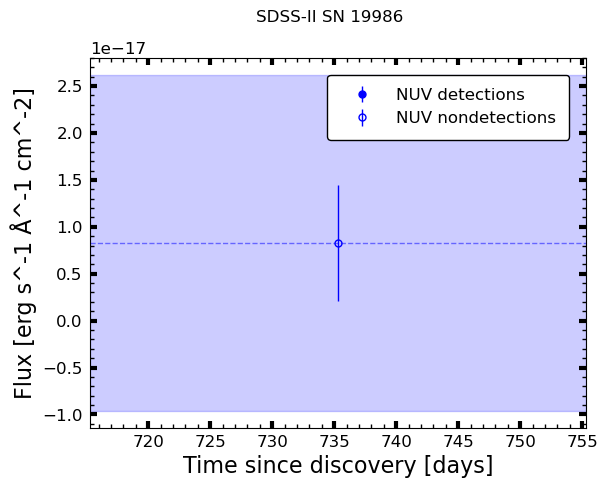 SDSS-II SN 19986
1e−17
NUV detections
NUV nondetections
2.5
2.0
1.5
1.0
0.5
0.0
−0.5
−1.0
Flux [erg s^-1 Å^-1 cm^-2]
720 725 730 735 740 745 750 755
Time since discovery [days]